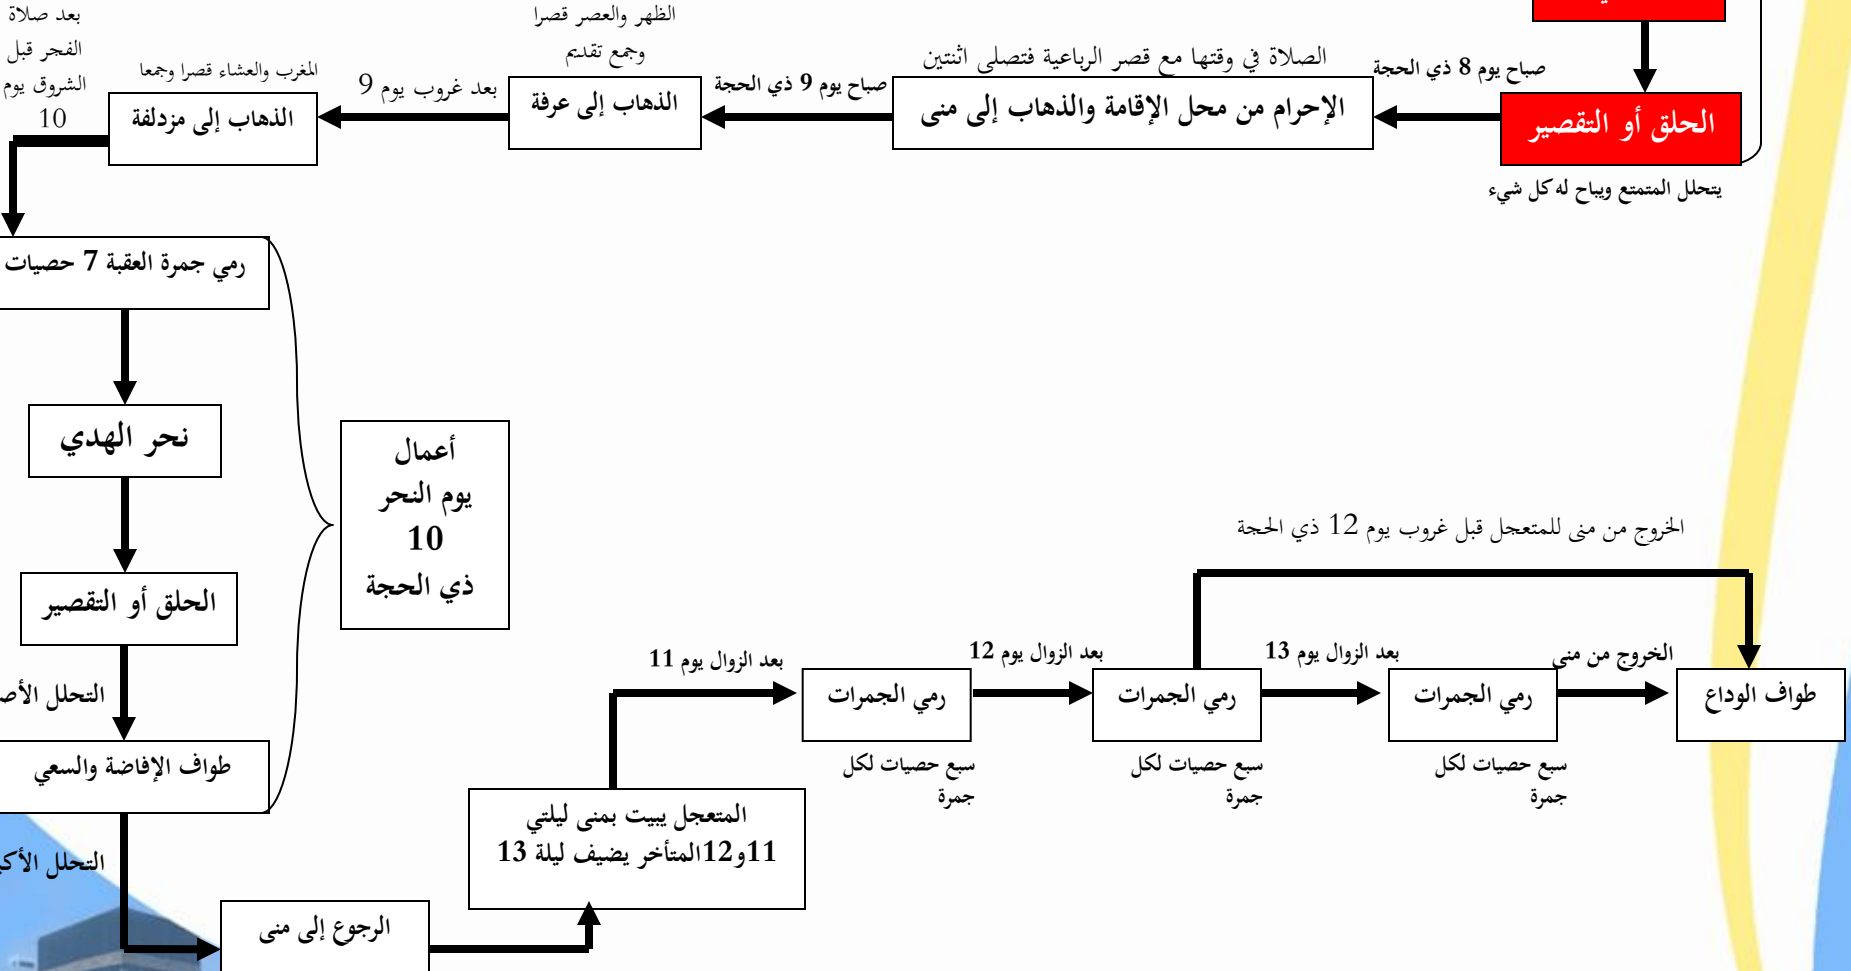 الحلق أو التقصير
يتحلل المتمتع ويباح له كل شيء
صباح يوم 8 ذي الحجة
الصلاة في وقتها مع قصر الرباعية فتصلى اثنتين
الإحرام من محل الإقامة والذهاب إلى منى
صباح يوم 9 ذي الحجة
الظهر والعصر قصرا
وجمع تقديم
الذهاب إلى عرفة
بعد غروب يوم 9
المغرب والعشاء قصرا وجمعا
الذهاب إلى مزدلفة
بعد صلاة
الفجر قبل
الشروق يوم
10
رمي جمرة العقبة 7 حصيات
نحر الهدي
الحلق أو التقصير
التحلل
طواف الإفاضة والسعي
التحلل
أعمال
يوم النحر
10
ذي الحجة
الرجوع إلى منى
المتعجل يبيت بمنى ليلتي
11و12المتأخر يضيف ليلة 13
بعد الزوال يوم 11
رمي الجمرات
سبع حصيات لكل
جمرة
بعد الزوال يوم 12
رمي الجمرات
سبع حصيات لكل
جمرة
بعد الزوال يوم 13
رمي الجمرات
سبع حصيات لكل
جمرة
الخروج من منى
الخروج من منى للمتعجل قبل غروب يوم 12 ذي الحجة
طواف الوداع